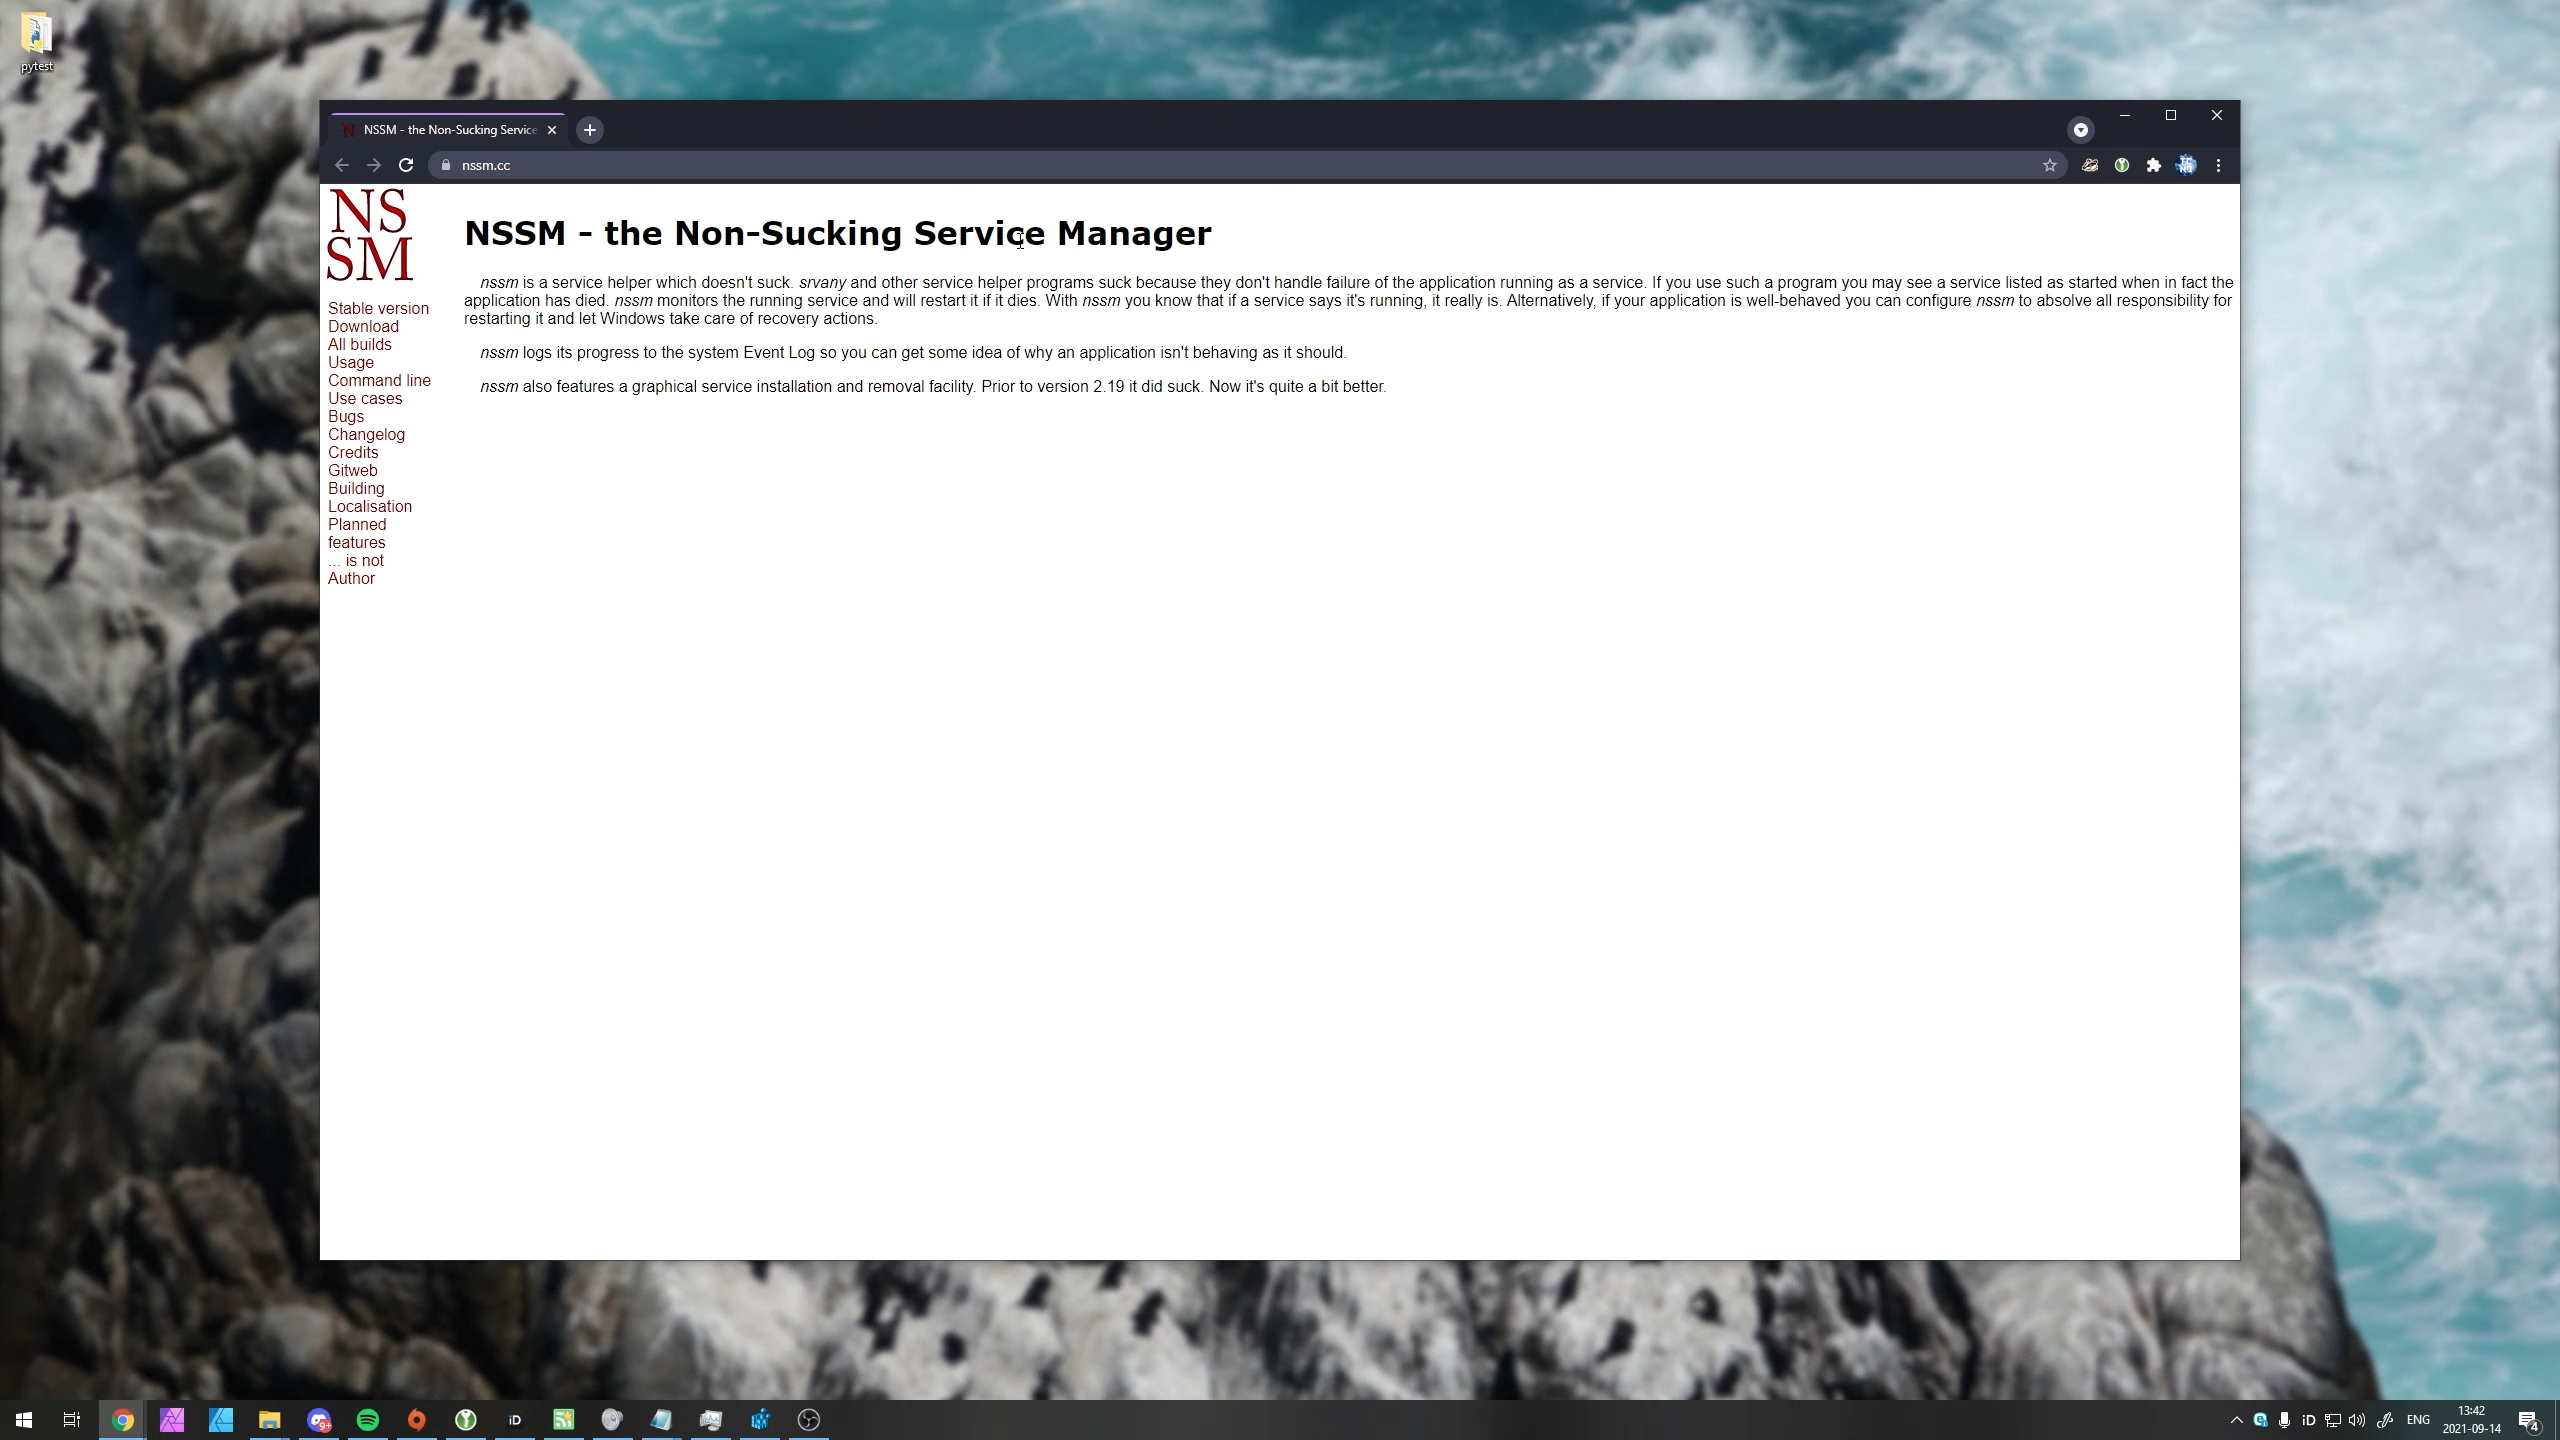 pytest
NSSM - the Non-Sucking Service
nssm.cc
NS
SM
NSSM - the Non-Sucking Service Manager
nssm is a service helper which doesn't suck. srvany and other service helper programs suck because they don't handle failure of the application running as a service. If you use such a program you may see a service listed as started when in fact the
application has died. nssm monitors the running service and will restart it if it dies. With nssm you know that if a service says it's running, it really is. Alternatively, if your application is well-behaved you can configure nssm to absolve all responsibility for
restarting it and let Windows take care of recovery actions.
nssm logs its progress to the system Event Log so you can get some idea of why an application isn't behaving as it should.
nssm also features a graphical service installation and removal facility. Prior to version 2.19 it did suck. Now it's quite a bit better.
Stable version
Download
All builds
Usage
Command line
Use cases
Bugs
Changelog
Credits
Gitweb
Building
Localisation
Planned
features
... is not
Author
9+
iD
iD
ENG
13:42
2021-09-14
4